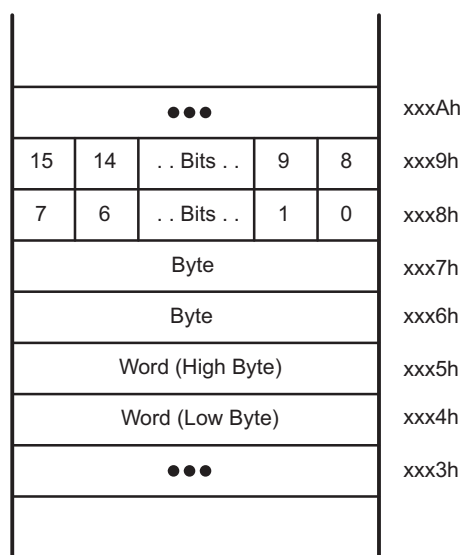 ●●● xxxAh
15 14 . . Bits . . 9 8 xxx9h
7 6 . . Bits . . 1 0 xxx8h
Byte xxx7h
Byte xxx6h
Word (High Byte) xxx5h
Word (Low Byte) xxx4h
●●● xxx3h